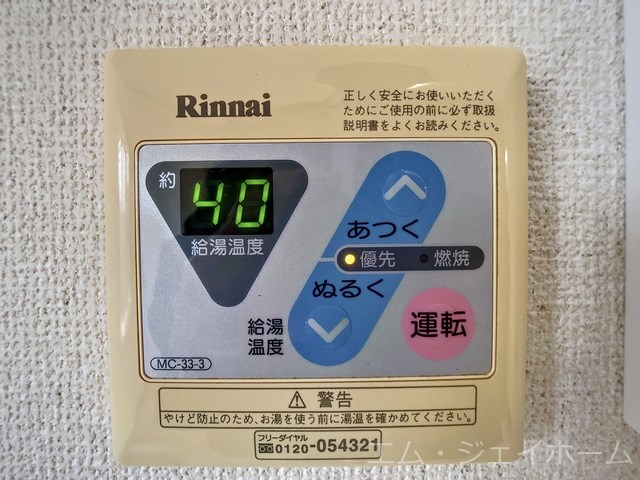 Rinnai
正しく安全にお使いいただく
ためにご使用の前に必ず取扱
説明書をよくお読みください。
約
40
給湯温度
あつく
優先
燃焼
ぬるく
給湯
温度
運転
MC-33-3
⚠ 警告
やけど防止のため、お湯を使う前に湯温を確かめてください。
フリーダイヤル
0120-054321
エム・ジェイホーム